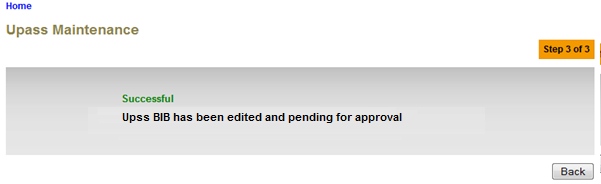 Home
Upass Maintenance
Step 3 of 3
Successful
Upss BIB has been edited and pending for approval
Back